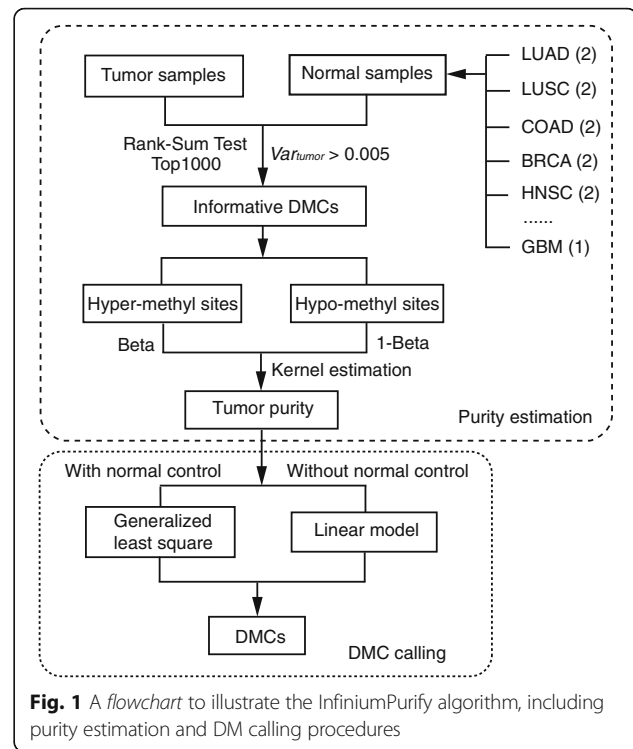 Tumor samples
Normal samples
LUAD (2)
LUSC (2)
COAD (2)
BRCA (2)
HNSC (2)
......
GBM (1)
Rank-Sum Test
Top1000
Var_tumor > 0.005
Informative DMCs
Hyper-methyl sites
Hypo-methyl sites
Beta
1-Beta
Kernel estimation
Tumor purity
Purity estimation
With normal control
Without normal control
Generalized
least square
Linear model
DMCs
DMC calling
Fig. 1 A flowchart to illustrate the InfiniumPurify algorithm, including
purity estimation and DM calling procedures